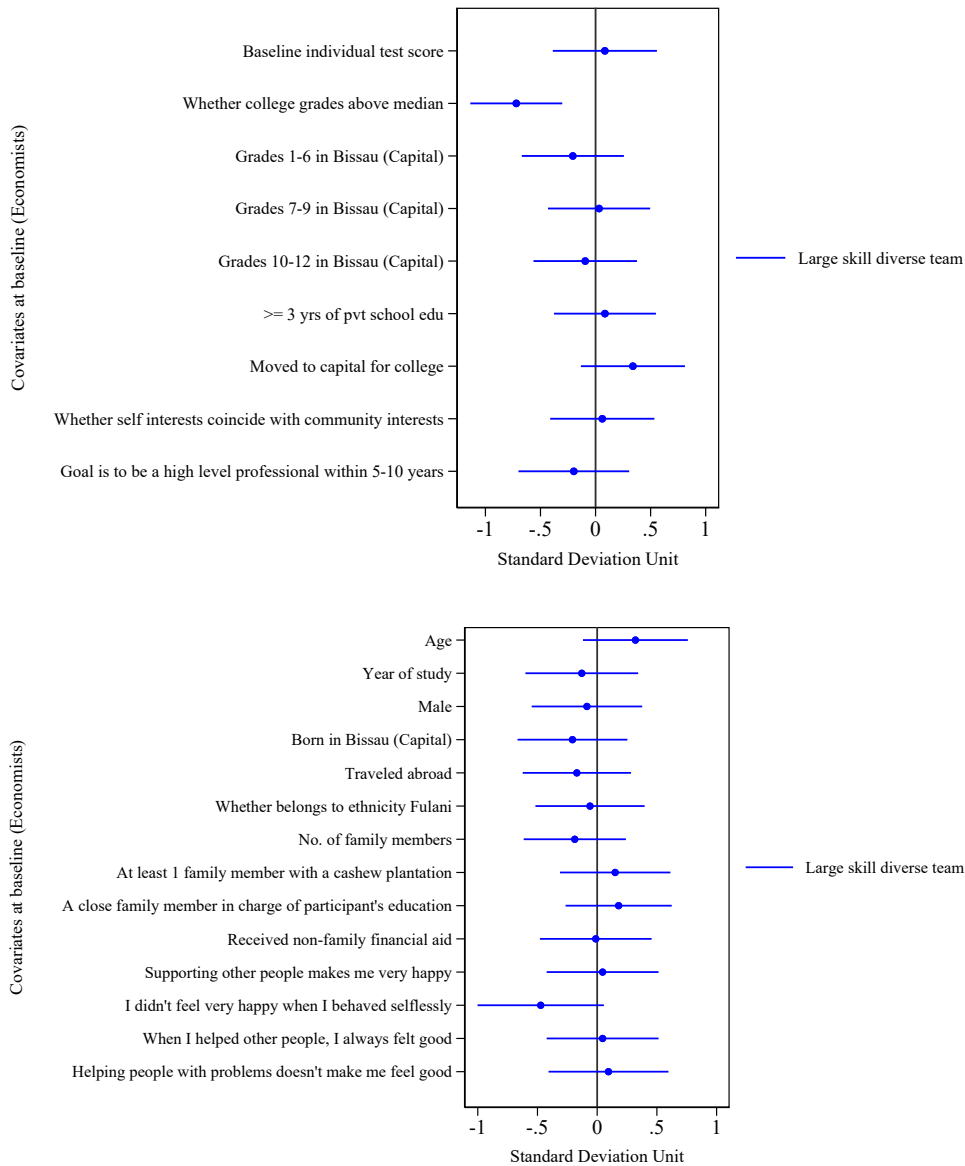 Covariates at baseline (Economists)
Baseline individual test score
Whether college grades above median
Grades 1-6 in Bissau (Capital)
Grades 7-9 in Bissau (Capital)
Grades 10-12 in Bissau (Capital)
>= 3 yrs of pvt school edu
Moved to capital for college
Whether self interests coincide with community interests
Goal is to be a high level professional within 5-10 years
-1 -.5 0 .5 1
Standard Deviation Unit
Large skill diverse team
Covariates at baseline (Economists)
Age
Year of study
Male
Born in Bissau (Capital)
Traveled abroad
Whether belongs to ethnicity Fulani
No. of family members
At least 1 family member with a cashew plantation
A close family member in charge of participant's education
Received non-family financial aid
Supporting other people makes me very happy
I didn't feel very happy when I behaved selflessly
When I helped other people, I always felt good
Helping people with problems doesn't make me feel good
-1 -.5 0 .5 1
Standard Deviation Unit
Large skill diverse team